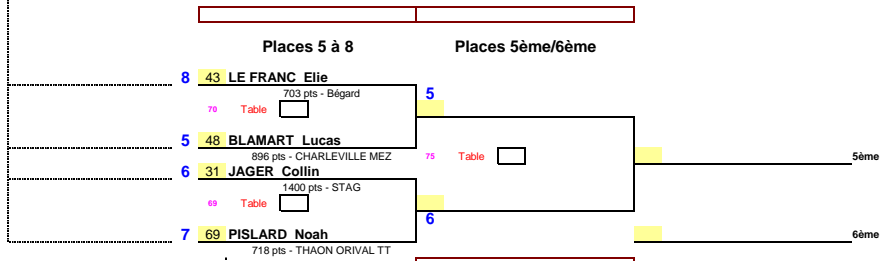 Places 5 à 8 Places 5ème/6ème
8 43 LE FRANC Elie
703 pts - Bégard 5
70 Table
5 48 BLAMART Lucas
896 pts - CHARLEVILLE MEZ 75 Table 5ème
6 31 JAGER Collin
1400 pts - STAG
69 Table
6
7 69 PISLARD Noah 6ème
718 pts - THAON ORIVAL TT